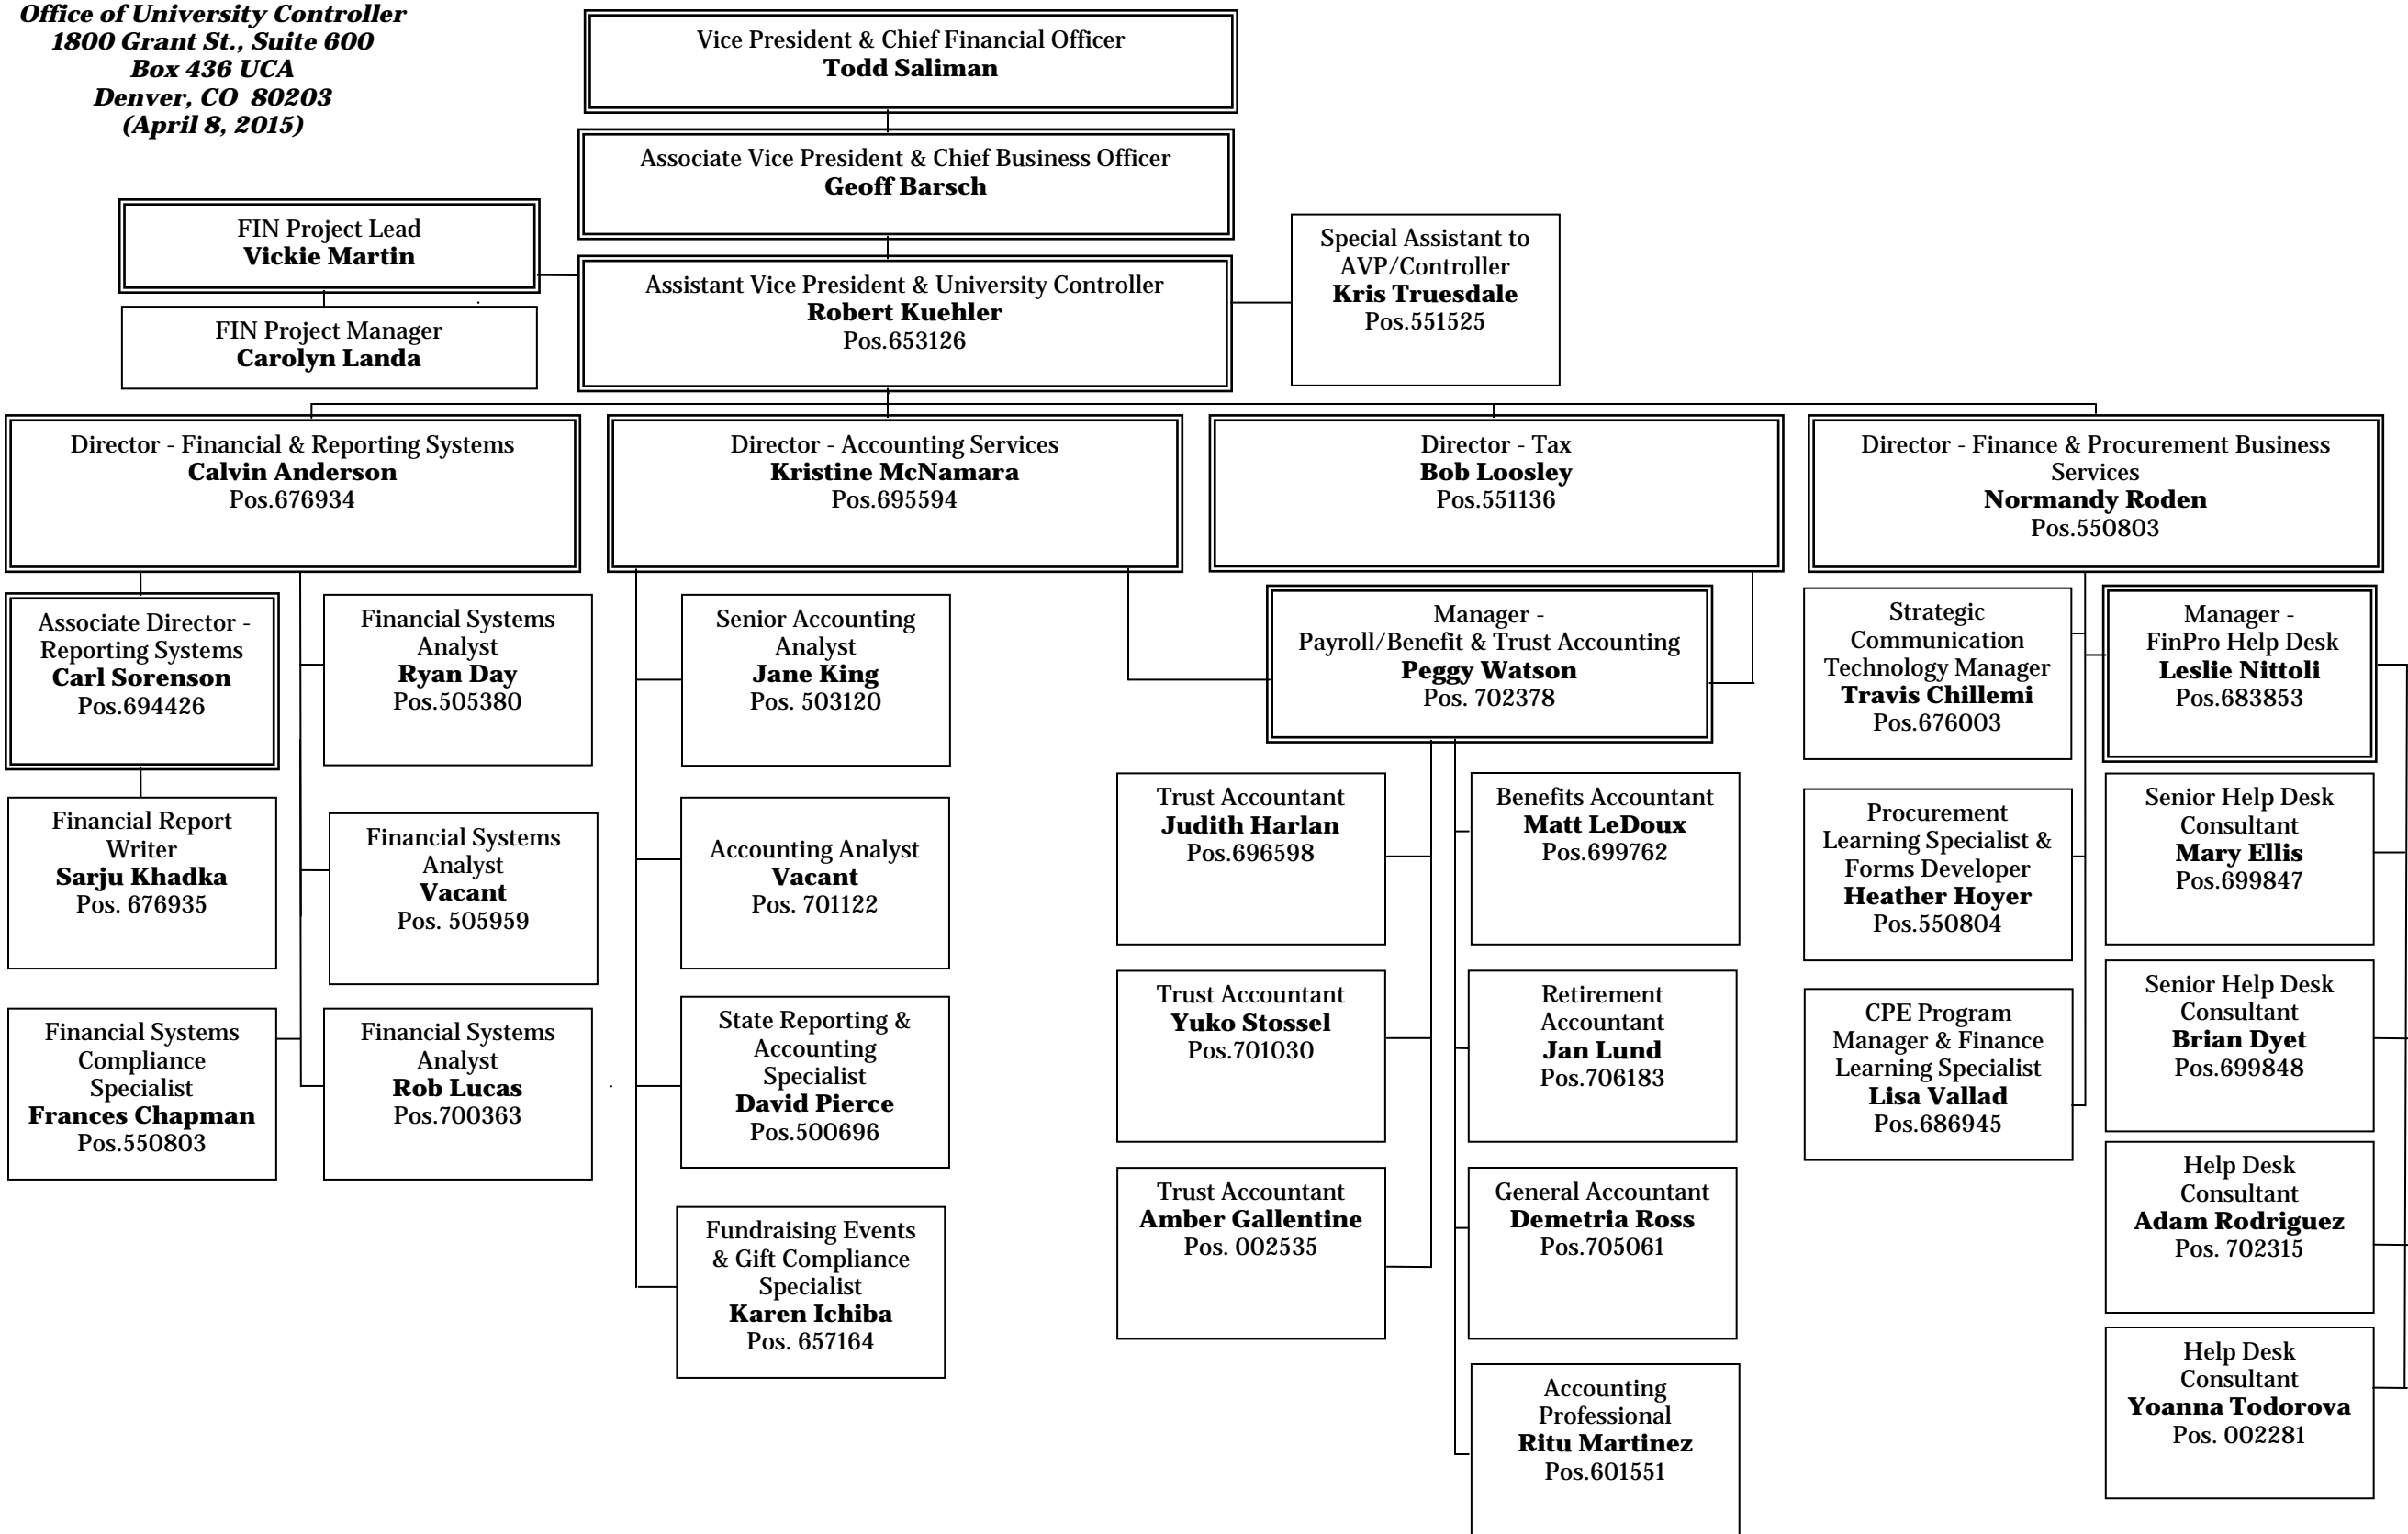 Office of University Controller
1800 Grant St., Suite 600
Box 436 UCA
Denver, CO  80203
(April 8, 2015)
Vice President & Chief Financial Officer
Todd Saliman
Associate Vice President & Chief Business Officer
Geoff Barsch
FIN Project Lead
Vickie Martin
FIN Project Manager
Carolyn Landa
Assistant Vice President & University Controller
Robert Kuehler
Pos.653126
Special Assistant to
AVP/Controller
Kris Truesdale
Pos.551525
Director - Financial & Reporting Systems
Calvin Anderson
Pos.676934
Director - Accounting Services
Kristine McNamara
Pos.695594
Director - Tax
Bob Loosley
Pos.551136
Director - Finance & Procurement Business
Services
Normandy Roden
Pos.550803
Associate Director -
Reporting Systems
Carl Sorenson
Pos.694426
Financial Report
Writer
Sarju Khadka
Pos. 676935
Financial Systems
Compliance
Specialist
Frances Chapman
Pos.550803
Financial Systems
Analyst
Ryan Day
Pos.505380
Financial Systems
Analyst
Vacant
Pos. 505959
Financial Systems
Analyst
Rob Lucas
Pos.700363
Senior Accounting
Analyst
Jane King
Pos. 503120
Accounting Analyst
Vacant
Pos. 701122
State Reporting &
Accounting
Specialist
David Pierce
Pos.500696
Fundraising Events
& Gift Compliance
Specialist
Karen Ichiba
Pos. 657164
Manager -
Payroll/Benefit & Trust Accounting
Peggy Watson
Pos. 702378
Trust Accountant
Judith Harlan
Pos.696598
Trust Accountant
Yuko Stossel
Pos.701030
Trust Accountant
Amber Gallentine
Pos. 002535
Benefits Accountant
Matt LeDoux
Pos.699762
Retirement
Accountant
Jan Lund
Pos.706183
General Accountant
Demetria Ross
Pos.705061
Accounting
Professional
Ritu Martinez
Pos.601551
Strategic
Communication
Technology Manager
Travis Chillemi
Pos.676003
Procurement
Learning Specialist &
Forms Developer
Heather Hoyer
Pos.550804
CPE Program
Manager & Finance
Learning Specialist
Lisa Vallad
Pos.686945
Manager -
FinPro Help Desk
Leslie Nittoli
Pos.683853
Senior Help Desk
Consultant
Mary Ellis
Pos.699847
Senior Help Desk
Consultant
Brian Dyet
Pos.699848
Help Desk
Consultant
Adam Rodriguez
Pos. 702315
Help Desk
Consultant
Yoanna Todorova
Pos. 002281